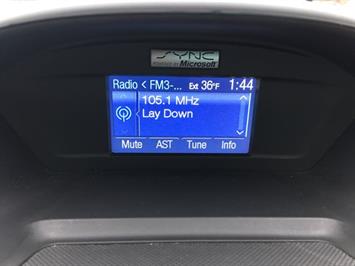 SYNC
POWERED BY Microsoft
Radio < FM3-... Ext 36°F 1:44
105.1 MHz
Lay Down
Mute AST Tune Info